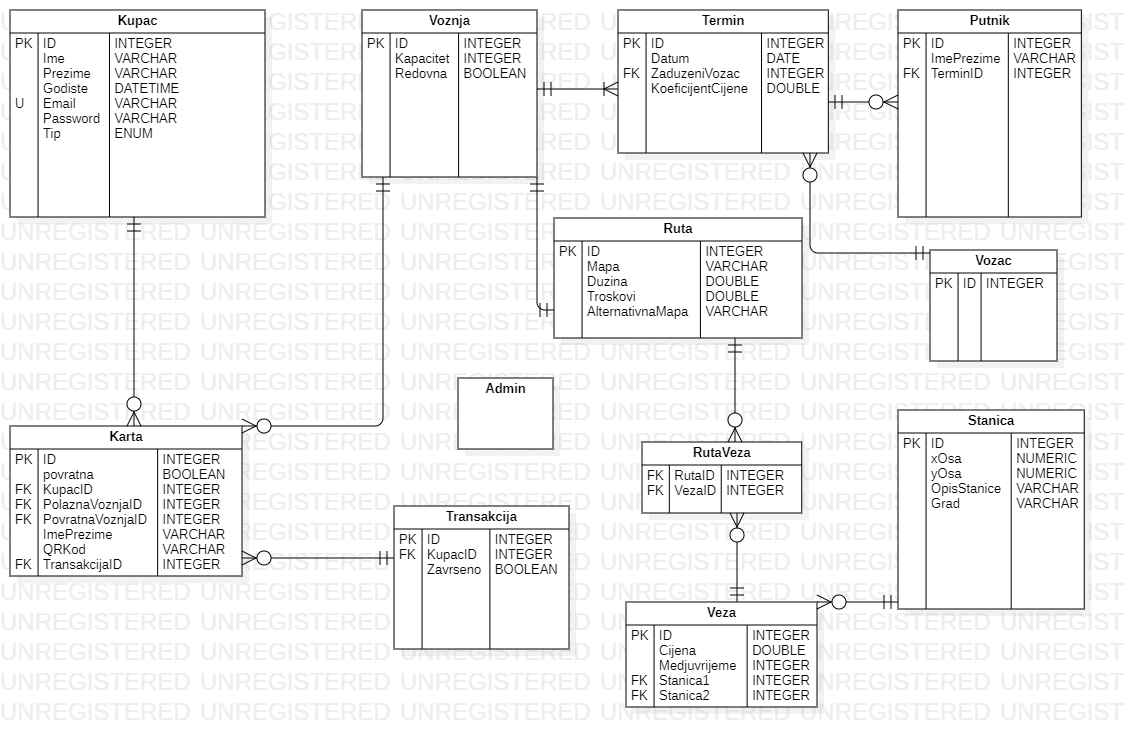 Kupac
PK ID INTEGER
Ime VARCHAR
Prezime VARCHAR
Godiste DATETIME
U Email VARCHAR
Password VARCHAR
Tip ENUM
Voznja
PK ID INTEGER
Kapacitet INTEGER
Redovna BOOLEAN
Termin
PK ID INTEGER
Datum DATE
FK ZaduzeniVozac INTEGER
KoeficijentCijene DOUBLE
Putnik
PK ID INTEGER
ImePrezime VARCHAR
FK TerminID INTEGER
Ruta
PK ID INTEGER
Mapa VARCHAR
Duzina DOUBLE
Troskovi DOUBLE
AlternativnaMapa VARCHAR
Vozac
PK ID INTEGER
Admin
Karta
PK ID INTEGER
povratna BOOLEAN
FK KupacID INTEGER
FK PolaznaVoznjaID INTEGER
FK PovratnaVoznjaID INTEGER
ImePrezime VARCHAR
QRKod VARCHAR
FK TransakcijaID INTEGER
Transakcija
PK ID INTEGER
FK KupacID INTEGER
Zavrseno BOOLEAN
RutaVeza
FK RutaID INTEGER
FK VezaID INTEGER
Stanica
PK ID INTEGER
xOsa NUMERIC
yOsa NUMERIC
OpisStanice VARCHAR
Grad VARCHAR
Veza
PK ID INTEGER
Cijena DOUBLE
Medjuvrijeme INTEGER
FK Stanica1 INTEGER
FK Stanica2 INTEGER
UNREGISTERED UNREGISTERED UNREGISTERED UNREGISTERED UNREGISTERED UNREGIST